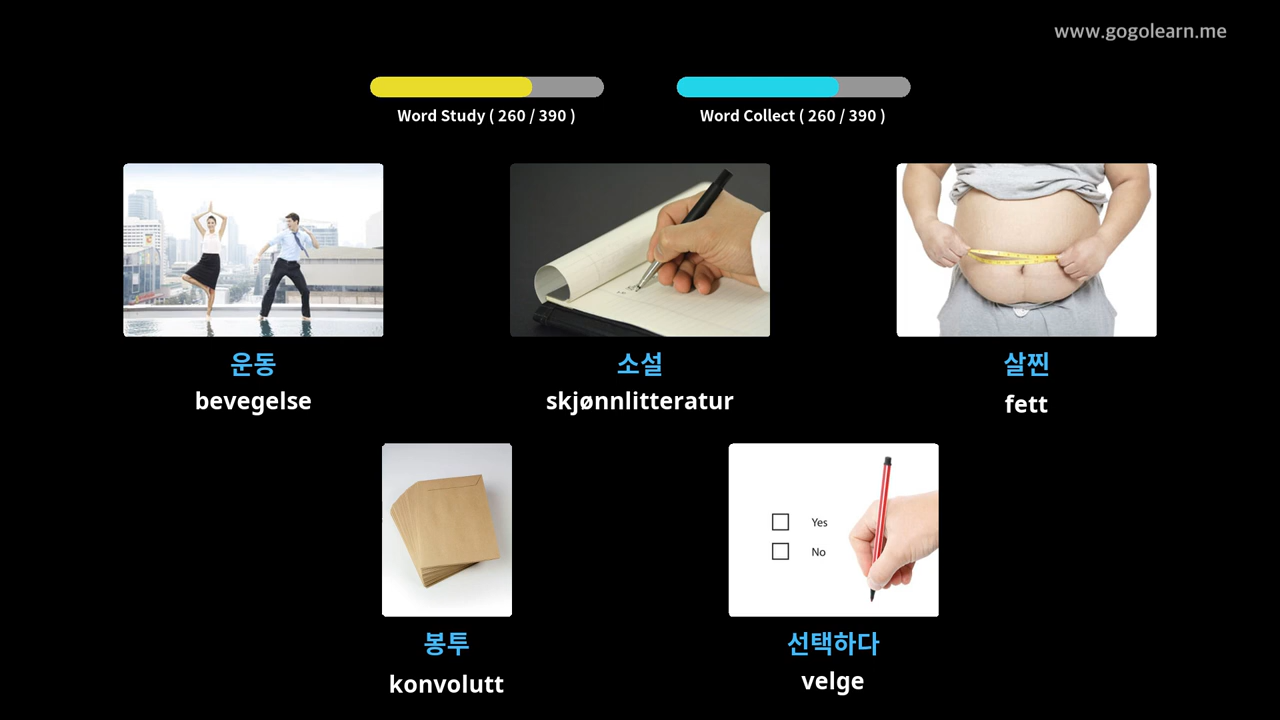 www.gogolearn.me
Word Study ( 260 / 390 )
Word Collect ( 260 / 390 )
운동
bevegelse
소설
skjønnlitteratur
살찐
fett
봉투
konvolutt
Yes
No
선택하다
velge